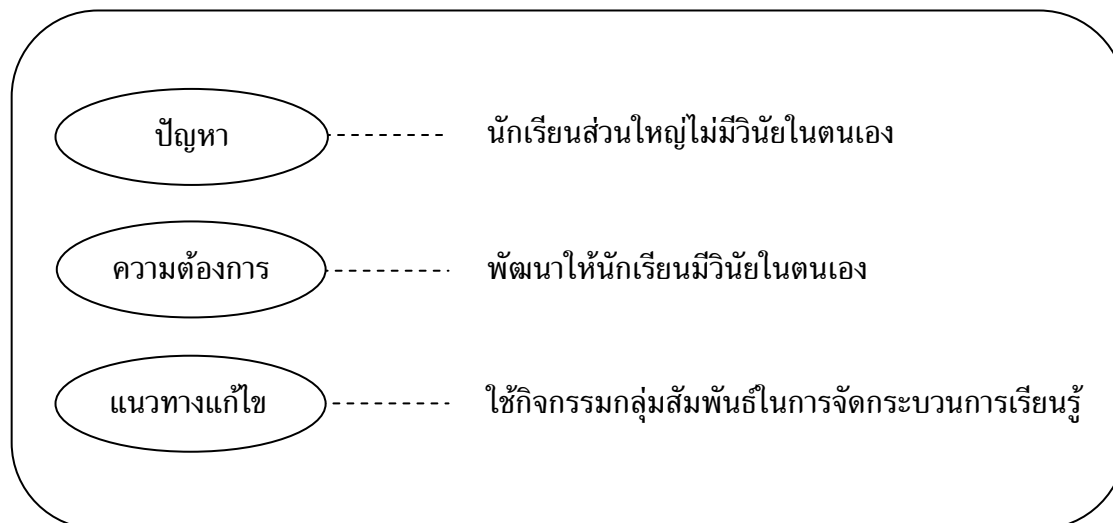 ปัญหา นักเรียนส่วนใหญ่ไม่มีวินัยในตนเอง
ความต้องการ พัฒนาให้นักเรียนมีวินัยในตนเอง
แนวทางแก้ไข ใช้กิจกรรมกลุ่มสัมพันธ์ในการจัดกระบวนการเรียนรู้